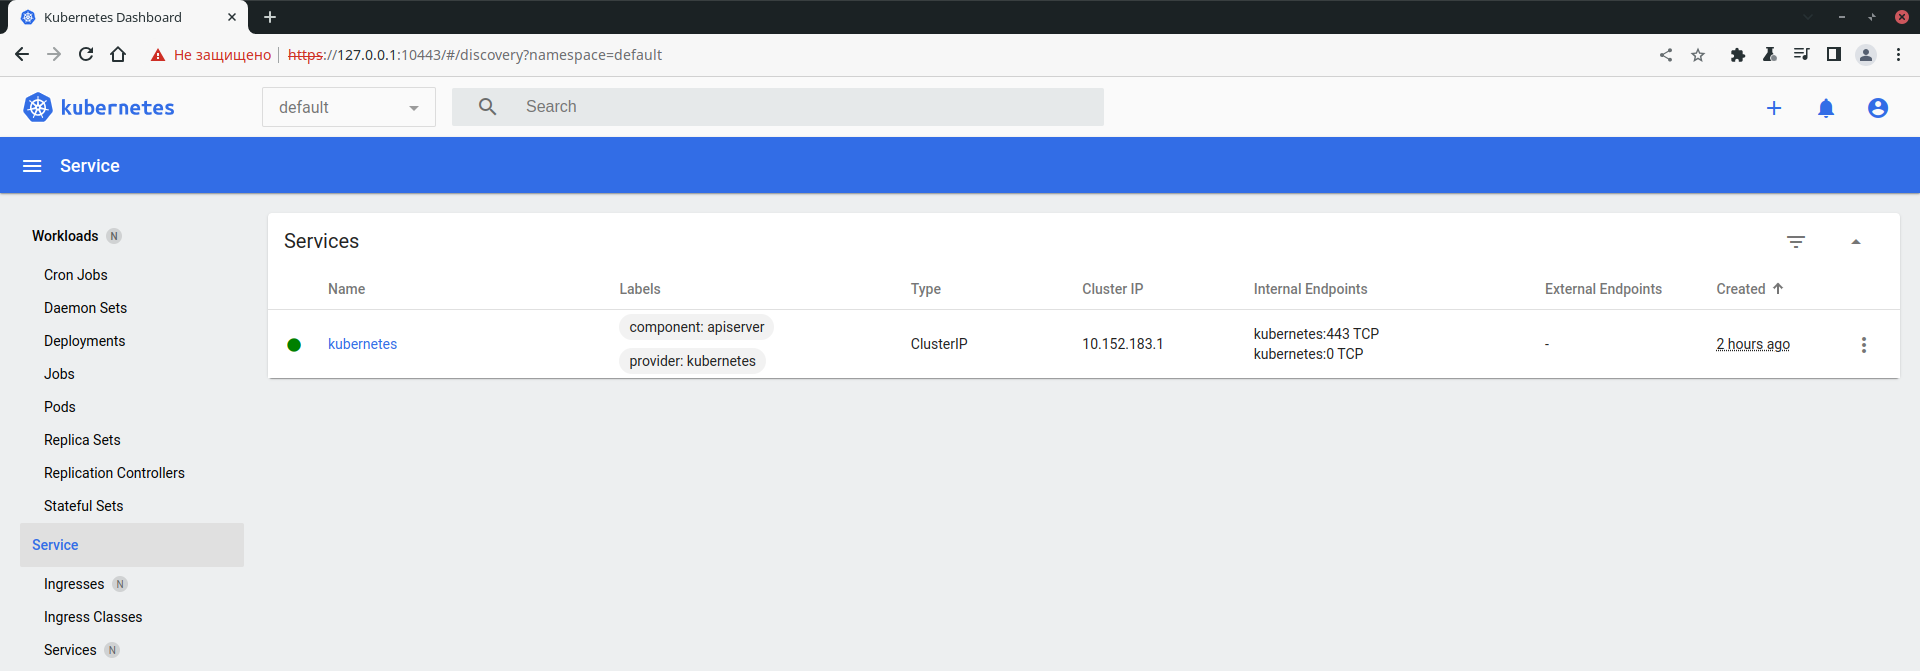 Kubernetes Dashboard
Не защищено https://127.0.0.1:10443/#/discovery?namespace=default
kubernetes
default
Search
Service
Workloads N
Cron Jobs
Daemon Sets
Deployments
Jobs
Pods
Replica Sets
Replication Controllers
Stateful Sets
Service
Ingresses N
Ingress Classes
Services N
Services
Name Labels Type Cluster IP Internal Endpoints External Endpoints Created
kubernetes
component: apiserver
provider: kubernetes
ClusterIP
10.152.183.1
kubernetes:443 TCP
kubernetes:0 TCP
-
2 hours ago